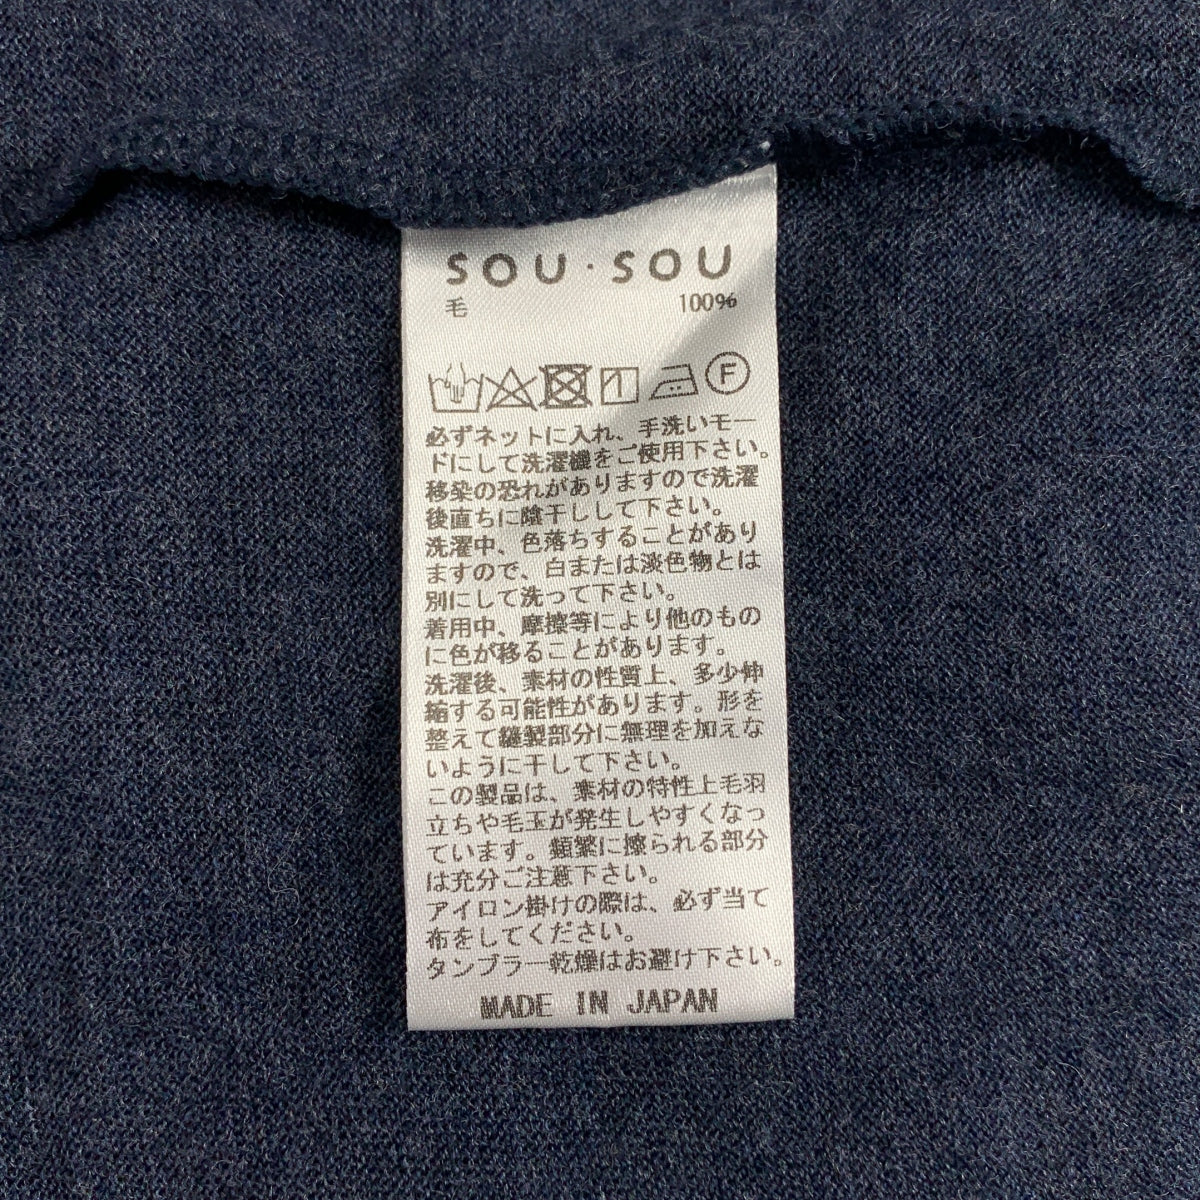 SOU・SOU
毛 100%
F
必ずネットに入れ、手洗いモー
ドにして洗濯機をご使用下さい。
移染の恐れがありますので洗濯
後直ちに陰干しして下さい。
洗濯中、色落ちすることがあり
ますので、白または淡色物とは
別にして洗って下さい。
着用中、摩擦等により他のもの
に色が移ることがあります。
洗濯後、素材の性質上、多少伸
縮する可能性があります。形を
整えて縫製部分に無理を加えな
いように干して下さい。
この製品は、素材の特性上毛羽
立ちや毛玉が発生しやすくなっ
ています。頻繁に擦られる部分
は充分ご注意下さい。
アイロン掛けの際は、必ず当て
布をしてください。
タンブラー乾燥はお避け下さい。
MADE IN JAPAN